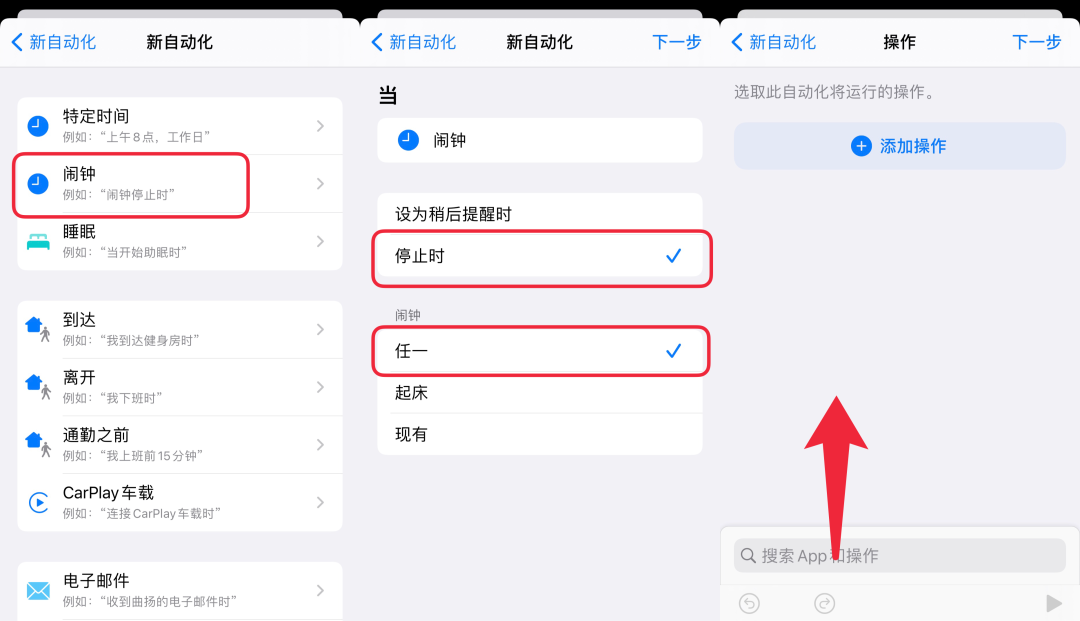 新自动化
新自动化
特定时间
例如：“上午8点，工作日”
闹钟
例如：“闹钟停止时”
睡眠
例如：“当开始助眠时”
到达
例如：“我到达健身房时”
离开
例如：“我下班时”
通勤之前
例如：“我上班前15分钟”
CarPlay车载
例如：“连接CarPlay车载时”
电子邮件
例如：“收到曲扬的电子邮件时”
新自动化
新自动化
下一步
当
闹钟
设为稍后提醒时
停止时
闹钟
任一
起床
现有
新自动化
操作
下一步
选取此自动化将运行的操作。
添加操作
搜索App和操作